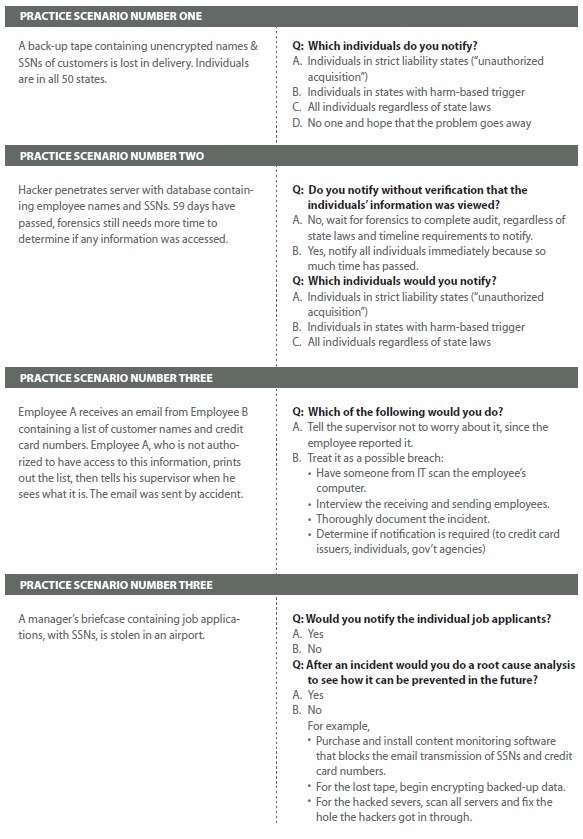 PRACTICE SCENARIO NUMBER ONE
A back-up tape containing unencrypted names &
SSNs of customers is lost in delivery. Individuals
are in all 50 states.
Q: Which individuals do you notify?
A. Individuals in strict liability states ("unauthorized
acquisition")
B. Individuals in states with harm-based trigger
C. All individuals regardless of state laws
D. No one and hope that the problem goes away
PRACTICE SCENARIO NUMBER TWO
Hacker penetrates server with database contain-
ing employee names and SSNs. 59 days have
passed, forensics still needs more time to
determine if any information was accessed.
Q: Do you notify without verification that the
individuals' information was viewed?
A. No, wait for forensics to complete audit, regardless of
state laws and timeline requirements to notify.
B. Yes, notify all individuals immediately because so
much time has passed.
Q: Which individuals would you notify?
A. Individuals in strict liability states ("unauthorized
acquisition")
B. Individuals in states with harm-based trigger
C. All individuals regardless of state laws
PRACTICE SCENARIO NUMBER THREE
Employee A receives an email from Employee B
containing a list of customer names and credit
card numbers. Employee A, who is not autho-
rized to have access to this information, prints
out the list, then tells his supervisor when he
sees what it is. The email was sent by accident.
Q: Which of the following would you do?
A. Tell the supervisor not to worry about it, since the
employee reported it.
B. Treat it as a possible breach:
• Have someone from IT scan the employee's
computer.
• Interview the receiving and sending employees.
• Thoroughly document the incident.
• Determine if notification is required (to credit card
issuers, individuals, gov't agencies)
PRACTICE SCENARIO NUMBER THREE
A manager's briefcase containing job applica-
tions, with SSNs, is stolen in an airport.
Q: Would you notify the individual job applicants?
A. Yes
B. No
Q: After an incident would you do a root cause analysis
to see how it can be prevented in the future?
A. Yes
B. No
For example,
• Purchase and install content monitoring software
that blocks the email transmission of SSNs and credit
card numbers.
• For the lost tape, begin encrypting backed-up data.
• For the hacked severs, scan all servers and fix the
hole the hackers got in through.